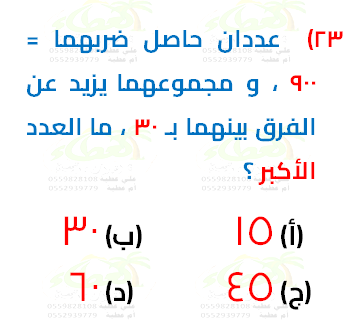 ٢٣) عددان حاصل ضربهما =
٩٠٠ ، و مجموعهما يزيد عن
الفرق بينهما بـ ٣٠ ، ما العدد
الأكبر ؟
(أ) ١٥ (ب) ٣٠
(ج) ٤٥ (د) ٦٠